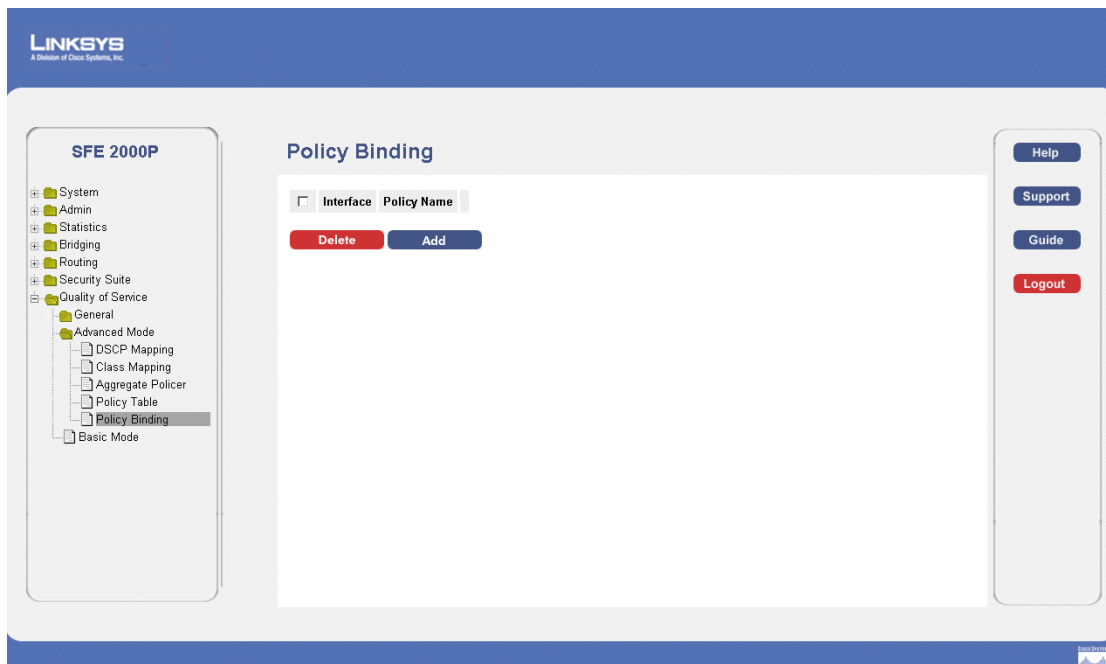 LINKSYS
A Division of Cisco Systems, Inc.
SFE 2000P
System
Admin
Statistics
Bridging
Routing
Security Suite
Quality of Service
General
Advanced Mode
DSCP Mapping
Class Mapping
Aggregate Policer
Policy Table
Policy Binding
Basic Mode
Policy Binding
Interface Policy Name
Delete Add
Help
Support
Guide
Logout